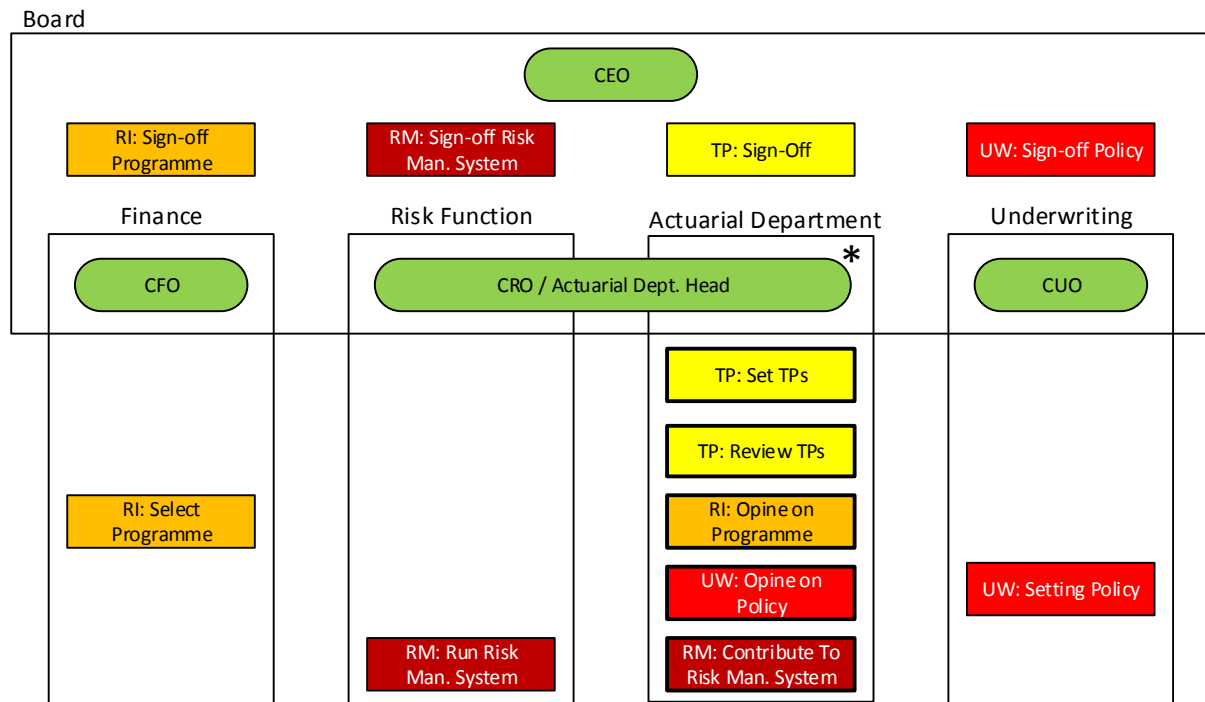 Board
CEO
RI: Sign-off
Programme
RM: Sign-off Risk
Man. System
TP: Sign-Off
UW: Sign-off Policy
Finance
Risk Function
Actuarial Department
Underwriting
CFO
CRO / Actuarial Dept. Head
*
CUO
TP: Set TPs
TP: Review TPs
RI: Select
Programme
RI: Opine on
Programme
UW: Opine on
Policy
UW: Setting Policy
RM: Run Risk
Man. System
RM: Contribute To
Risk Man. System